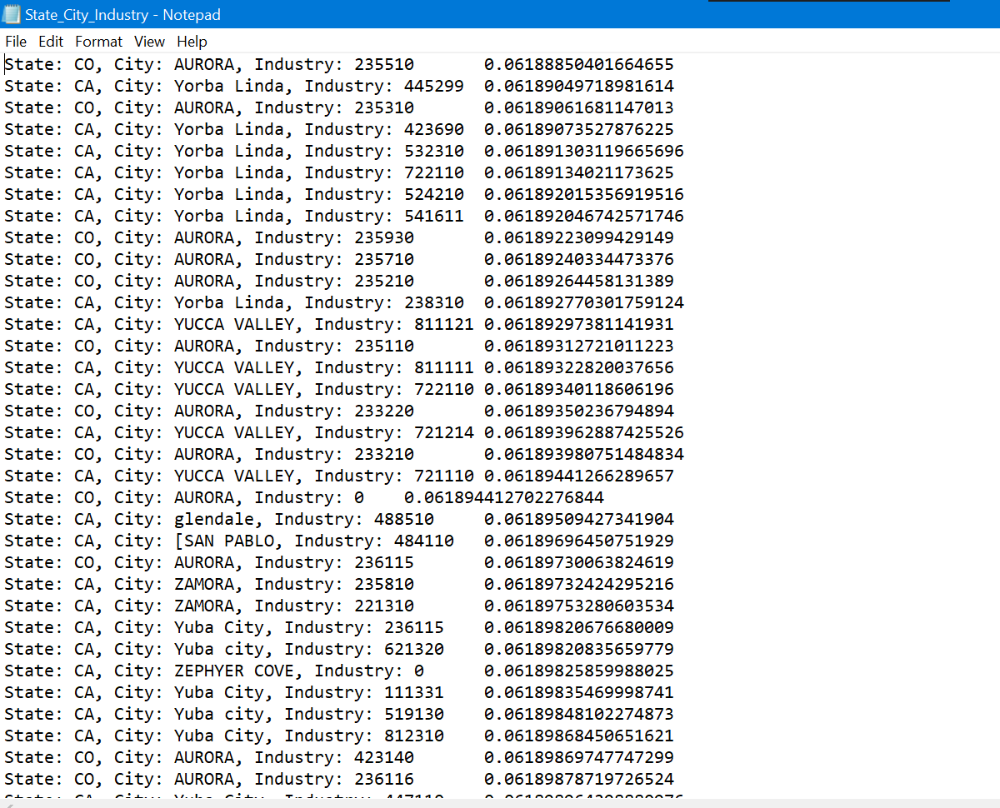 State_City_Industry - Notepad
File Edit Format View Help
State: CO, City: AURORA, Industry: 235510 0.06188850401664655
State: CA, City: Yorba Linda, Industry: 445299 0.06189049718981614
State: CO, City: AURORA, Industry: 235310 0.06189061681147013
State: CA, City: Yorba Linda, Industry: 423690 0.06189073527876225
State: CA, City: Yorba Linda, Industry: 532310 0.061891303119665696
State: CA, City: Yorba Linda, Industry: 722110 0.06189134021173625
State: CA, City: Yorba Linda, Industry: 524210 0.061892015356919516
State: CA, City: Yorba Linda, Industry: 541611 0.061892046742571746
State: CO, City: AURORA, Industry: 235930 0.06189223099429149
State: CO, City: AURORA, Industry: 235710 0.06189240334473376
State: CO, City: AURORA, Industry: 235210 0.06189264458131389
State: CA, City: Yorba Linda, Industry: 238310 0.061892770301759124
State: CA, City: YUCCA VALLEY, Industry: 811121 0.06189297381141931
State: CO, City: AURORA, Industry: 235110 0.06189312721011223
State: CA, City: YUCCA VALLEY, Industry: 811111 0.06189322820037656
State: CA, City: YUCCA VALLEY, Industry: 722110 0.06189340118606196
State: CO, City: AURORA, Industry: 233220 0.06189350236794894
State: CA, City: YUCCA VALLEY, Industry: 721214 0.061893962887425526
State: CO, City: AURORA, Industry: 233210 0.061893980751484834
State: CA, City: YUCCA VALLEY, Industry: 721110 0.06189441266289657
State: CO, City: AURORA, Industry: 0 0.061894412702276844
State: CA, City: glendale, Industry: 488510 0.06189509427341904
State: CA, City: [SAN PABLO, Industry: 484110 0.06189696450751929
State: CO, City: AURORA, Industry: 236115 0.06189730063824619
State: CA, City: ZAMORA, Industry: 235810 0.06189732424295216
State: CA, City: ZAMORA, Industry: 221310 0.06189753280603534
State: CA, City: Yuba City, Industry: 236115 0.06189820676680009
State: CA, City: Yuba city, Industry: 621320 0.06189820835659779
State: CA, City: ZEPHYER COVE, Industry: 0 0.06189825859988025
State: CA, City: Yuba City, Industry: 111331 0.06189835469998741
State: CA, City: Yuba city, Industry: 519130 0.06189848102274873
State: CA, City: Yuba City, Industry: 812310 0.06189868450651621
State: CO, City: AURORA, Industry: 423140 0.06189869747747299
State: CO, City: AURORA, Industry: 236116 0.06189878719726524